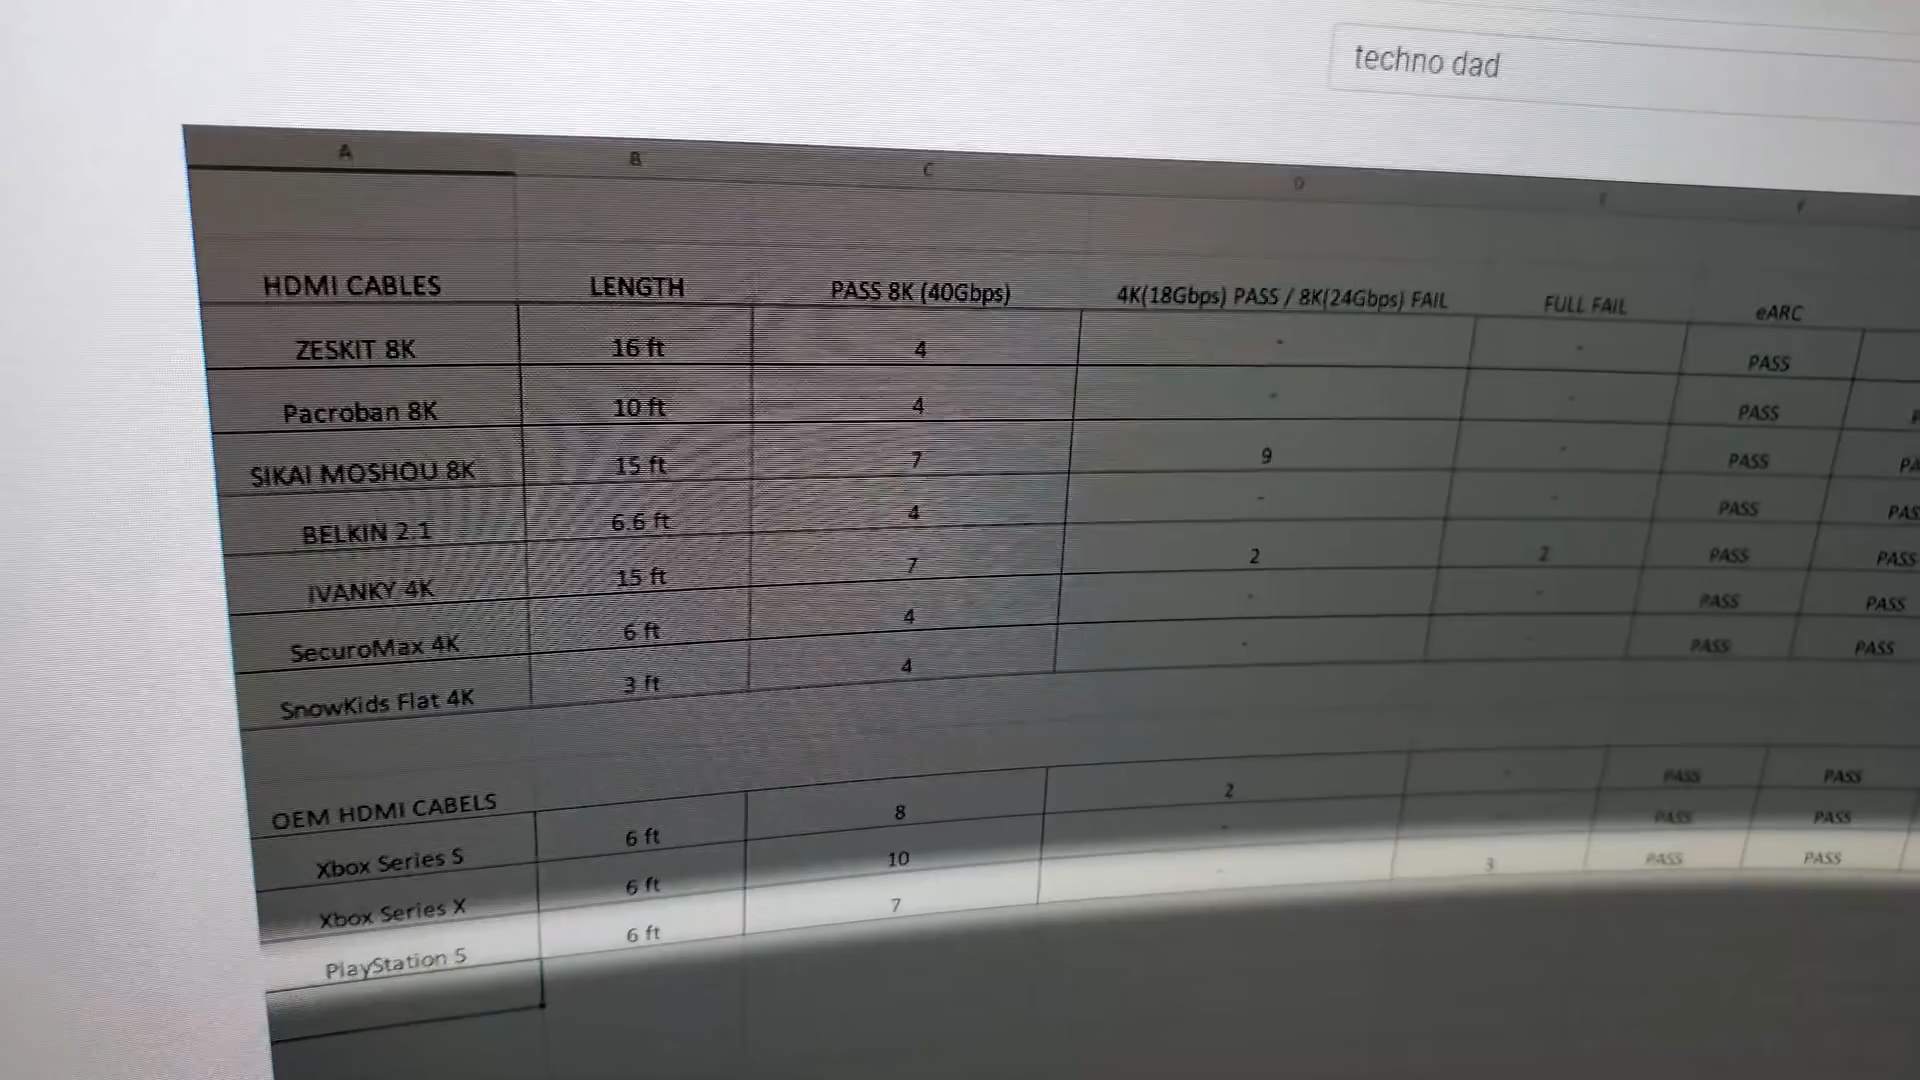 techno dad
A B C D E F
HDMI CABLES LENGTH PASS 8K (40Gbps) 4K(18Gbps) PASS / 8K(24Gbps) FAIL FULL FAIL eARC
ZESKIT 8K 16 ft 4 - - PASS
Pacroban 8K 10 ft 4 - - PASS
SIKAI MOSHOU 8K 15 ft 7 9 - PASS PA
BELKIN 2.1 6.6 ft 4 - - PASS PAS
IVANKY 4K 15 ft 7 2 2 PASS PASS
SecuroMax 4K 6 ft 4 - - PASS PASS
SnowKids Flat 4K 3 ft 4 - - PASS PASS
OEM HDMI CABELS
Xbox Series S 6 ft 8 2 - PASS PASS
Xbox Series X 6 ft 10 - - PASS PASS
PlayStation 5 6 ft 7 - 3 PASS PASS